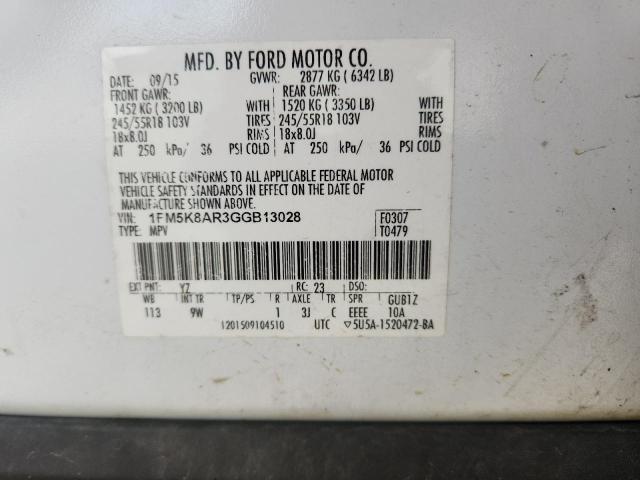 MFD. BY FORD MOTOR CO.
DATE: 09/15 GVWR: 2877 KG ( 6342 LB)
FRONT GAWR: REAR GAWR:
1452 KG ( 3200 LB) WITH 1520 KG ( 3350 LB) WITH
245/55R18 103V TIRES 245/55R18 103V TIRES
18x8.0J RIMS 18x8.0J RIMS
AT 250 kPa/ 36 PSI COLD AT 250 kPa/ 36 PSI COLD
THIS VEHICLE CONFORMS TO ALL APPLICABLE FEDERAL MOTOR
VEHICLE SAFETY STANDARDS IN EFFECT ON THE DATE OF
MANUFACTURE SHOWN ABOVE.
VIN: 1FM5K8AR3GGB13028 F0307
TYPE: MPV T0479
EXT PNT: YZ RC: 23 DSO:
WB INT TR TP/PS R AXLE TR SPR GUB1Z
113 9W 1 3J C EEEE 10A
1201509104510 UTC ▽5U5A-1520472-BA